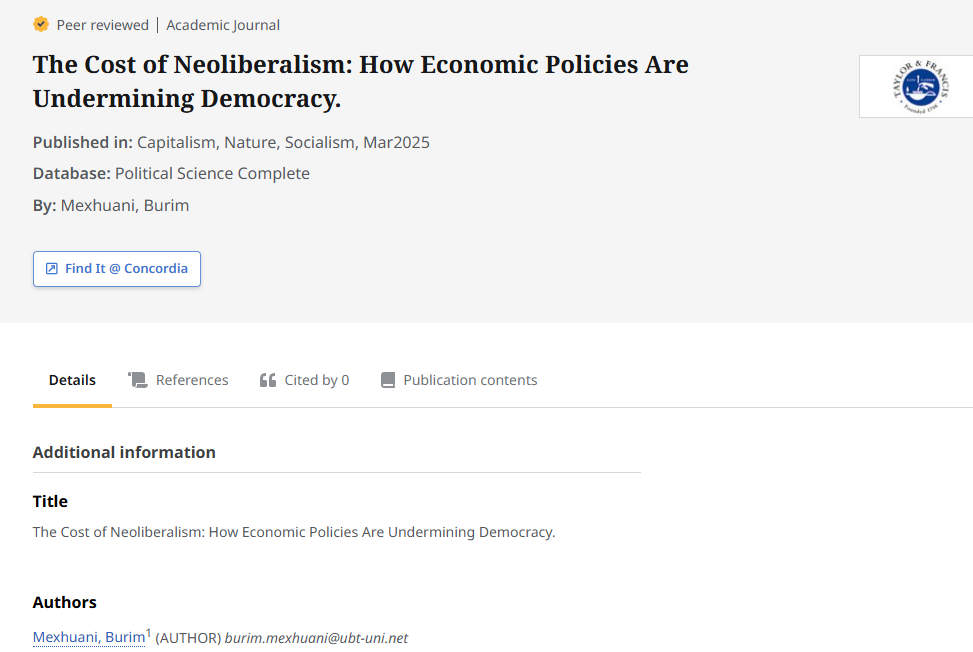 Peer reviewed | Academic Journal
The Cost of Neoliberalism: How Economic Policies Are
Undermining Democracy.
TAYLOR & FRANCIS
Founded 1798
Published in: Capitalism, Nature, Socialism, Mar2025
Database: Political Science Complete
By: Mexhuani, Burim
Find It @ Concordia
Details
References
Cited by 0
Publication contents
Additional information
Title
The Cost of Neoliberalism: How Economic Policies Are Undermining Democracy.
Authors
Mexhuani, Burim1 (AUTHOR) burim.mexhuani@ubt-uni.net